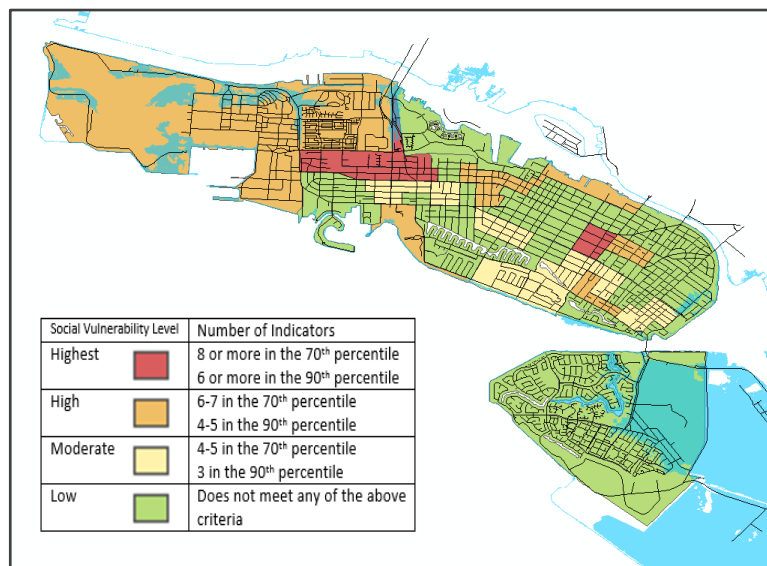 Social Vulnerability Level Number of Indicators
Highest 8 or more in the 70th percentile
6 or more in the 90th percentile
High 6-7 in the 70th percentile
4-5 in the 90th percentile
Moderate 4-5 in the 70th percentile
3 in the 90th percentile
Low Does not meet any of the above
criteria